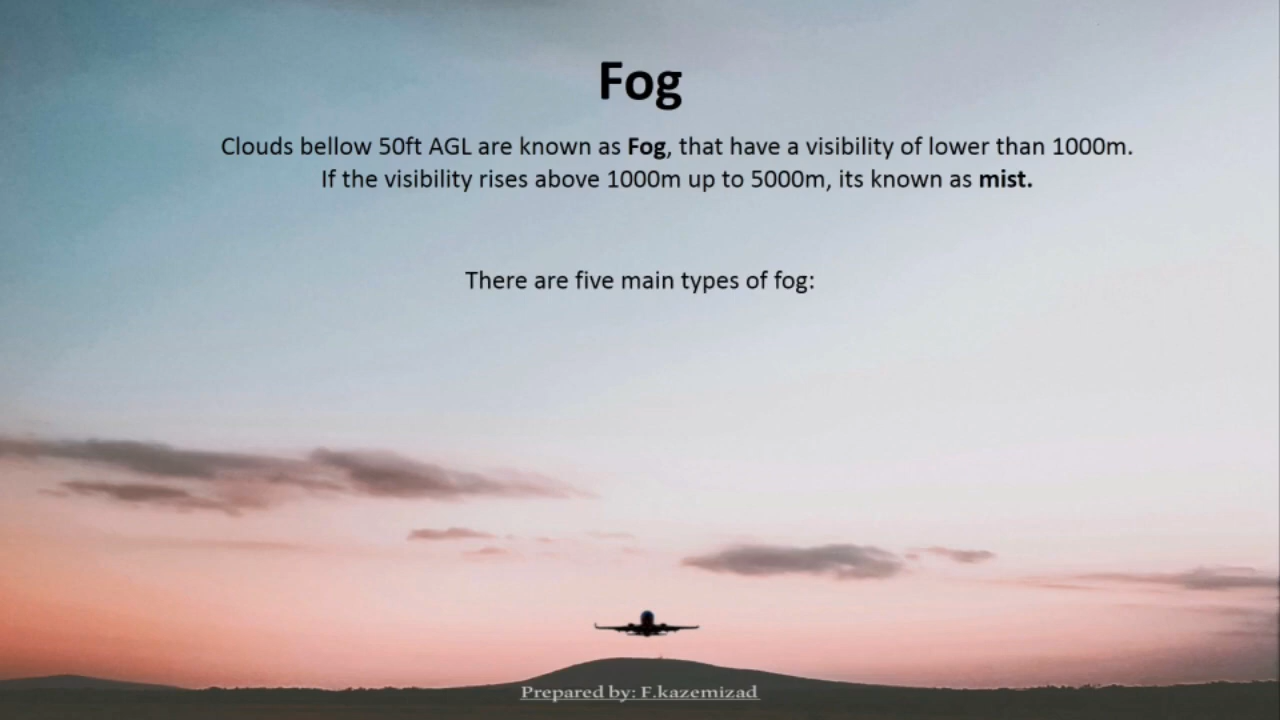 Fog
Clouds bellow 50ft AGL are known as Fog, that have a visibility of lower than 1000m.
If the visibility rises above 1000m up to 5000m, its known as mist.
There are five main types of fog:
Prepared by: F.kazemizad